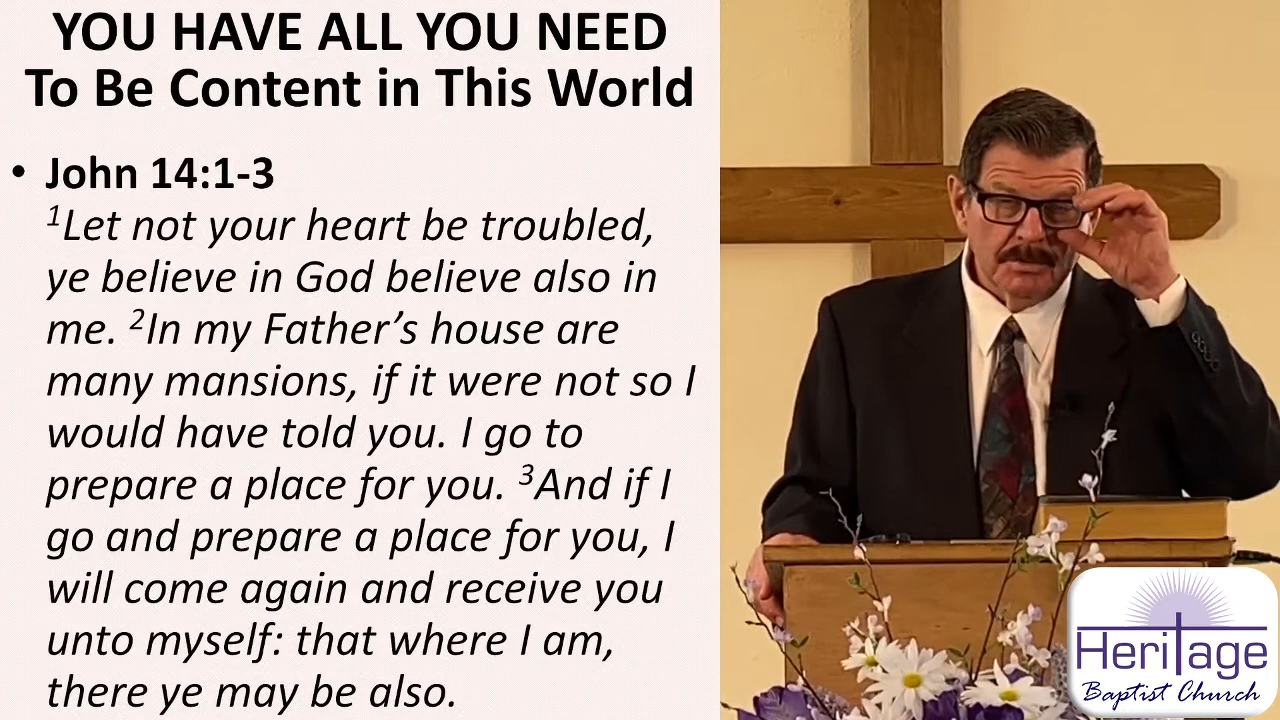 YOU HAVE ALL YOU NEED
To Be Content in This World
• John 14:1-3
¹Let not your heart be troubled,
ye believe in God believe also in
me. ²In my Father’s house are
many mansions, if it were not so I
would have told you. I go to
prepare a place for you. ³And if I
go and prepare a place for you, I
will come again and receive you
unto myself: that where I am,
there ye may be also.
Heritage
Baptist Church